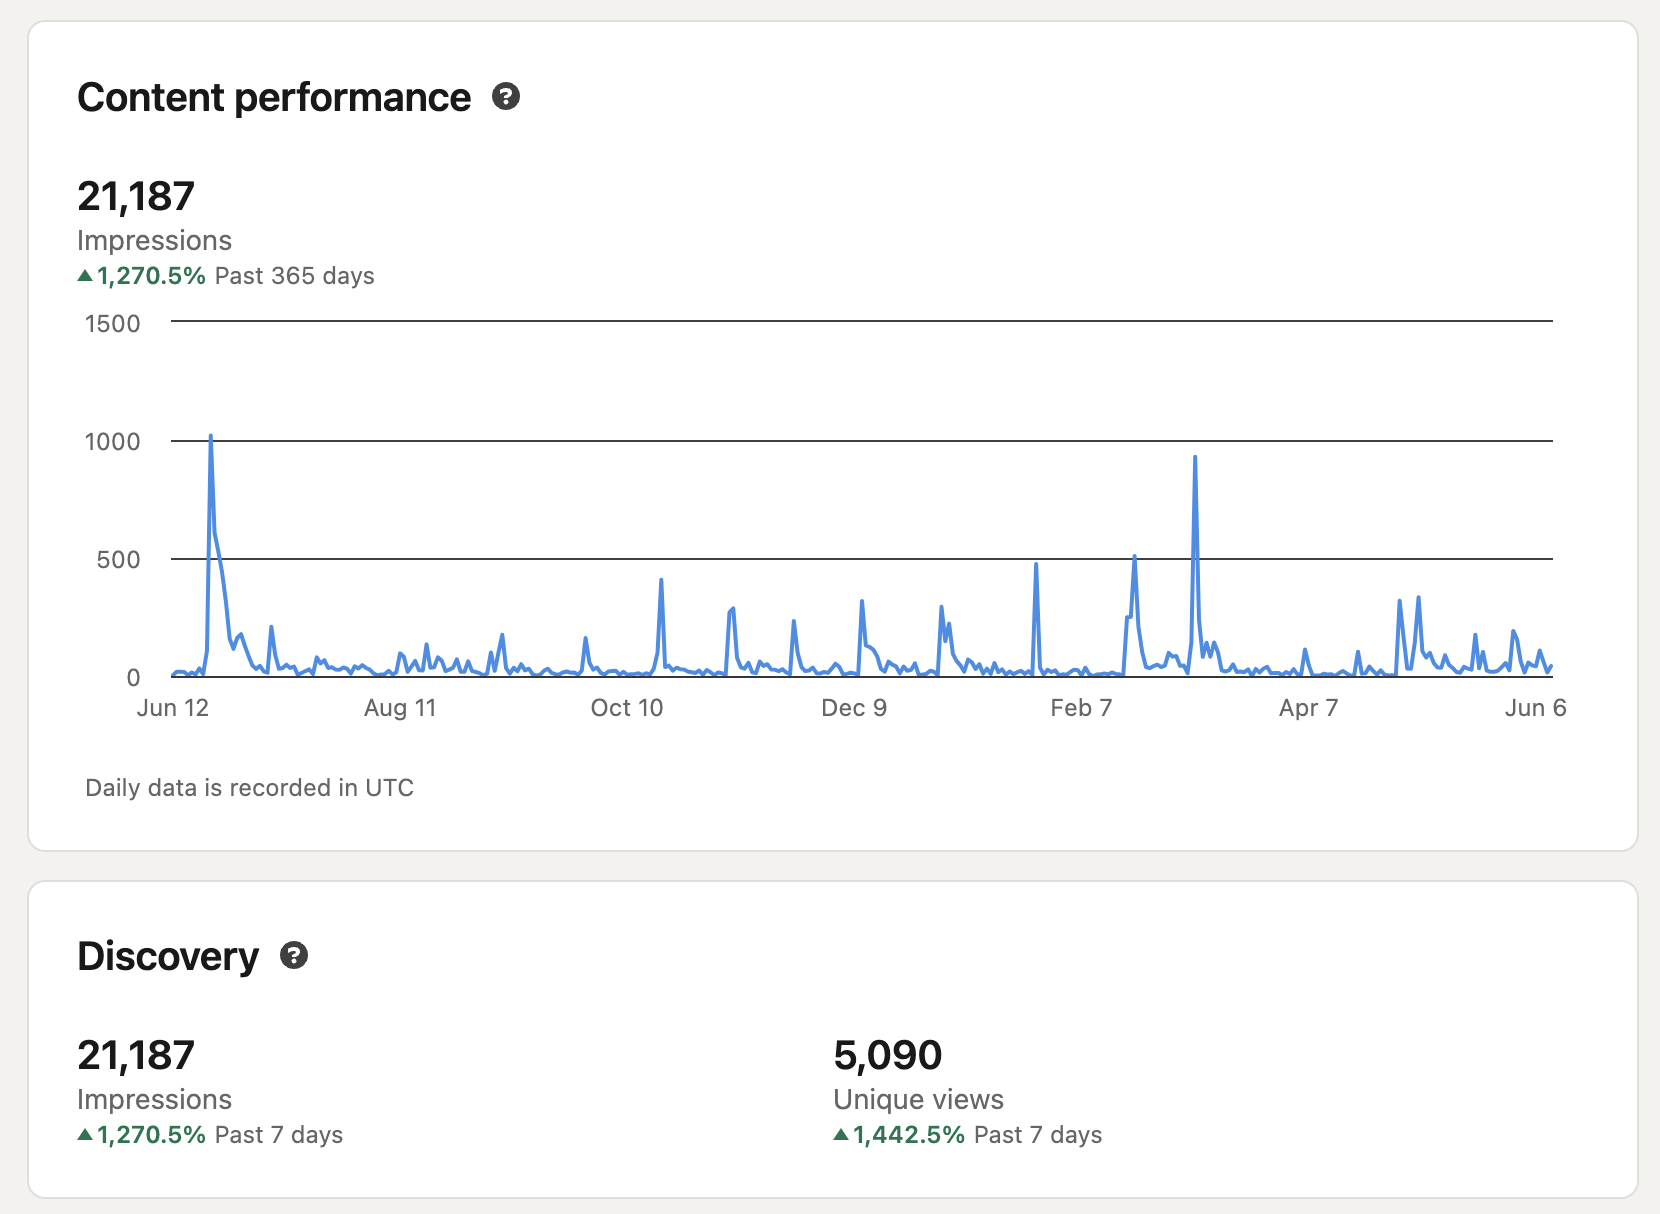 Content performance
21,187
Impressions
▲1,270.5% Past 365 days
1500
1000
500
0
Jun 12 Aug 11 Oct 10 Dec 9 Feb 7 Apr 7 Jun 6
Daily data is recorded in UTC
Discovery
21,187 5,090
Impressions Unique views
▲1,270.5% Past 7 days ▲1,442.5% Past 7 days